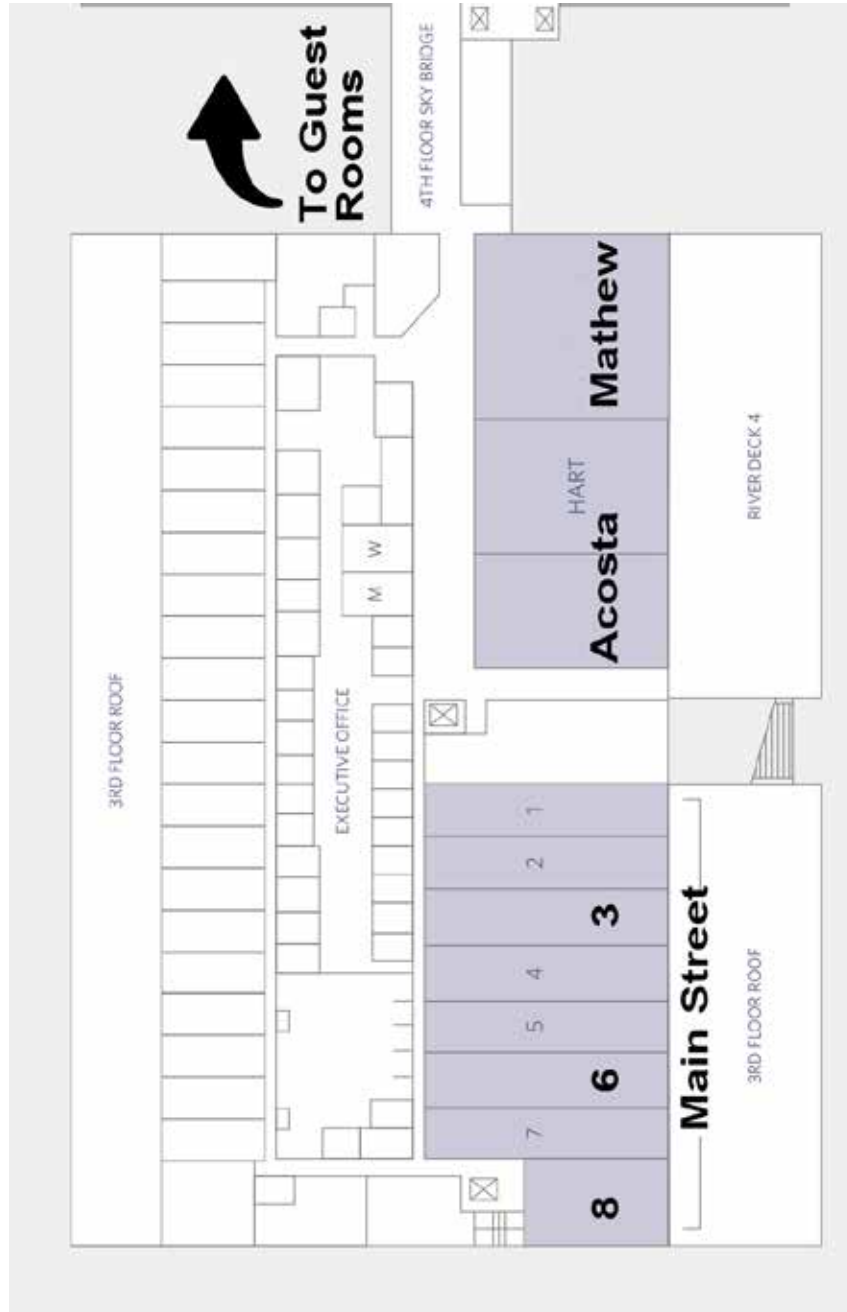 To Guest
Rooms
4TH FLOOR SKY BRIDGE
Mathew
HART
Acosta
RIVER DECK 4
W
M
3RD FLOOR ROOF
EXECUTIVE OFFICE
1
2
3
4
5
6
7
8
Main Street
3RD FLOOR ROOF